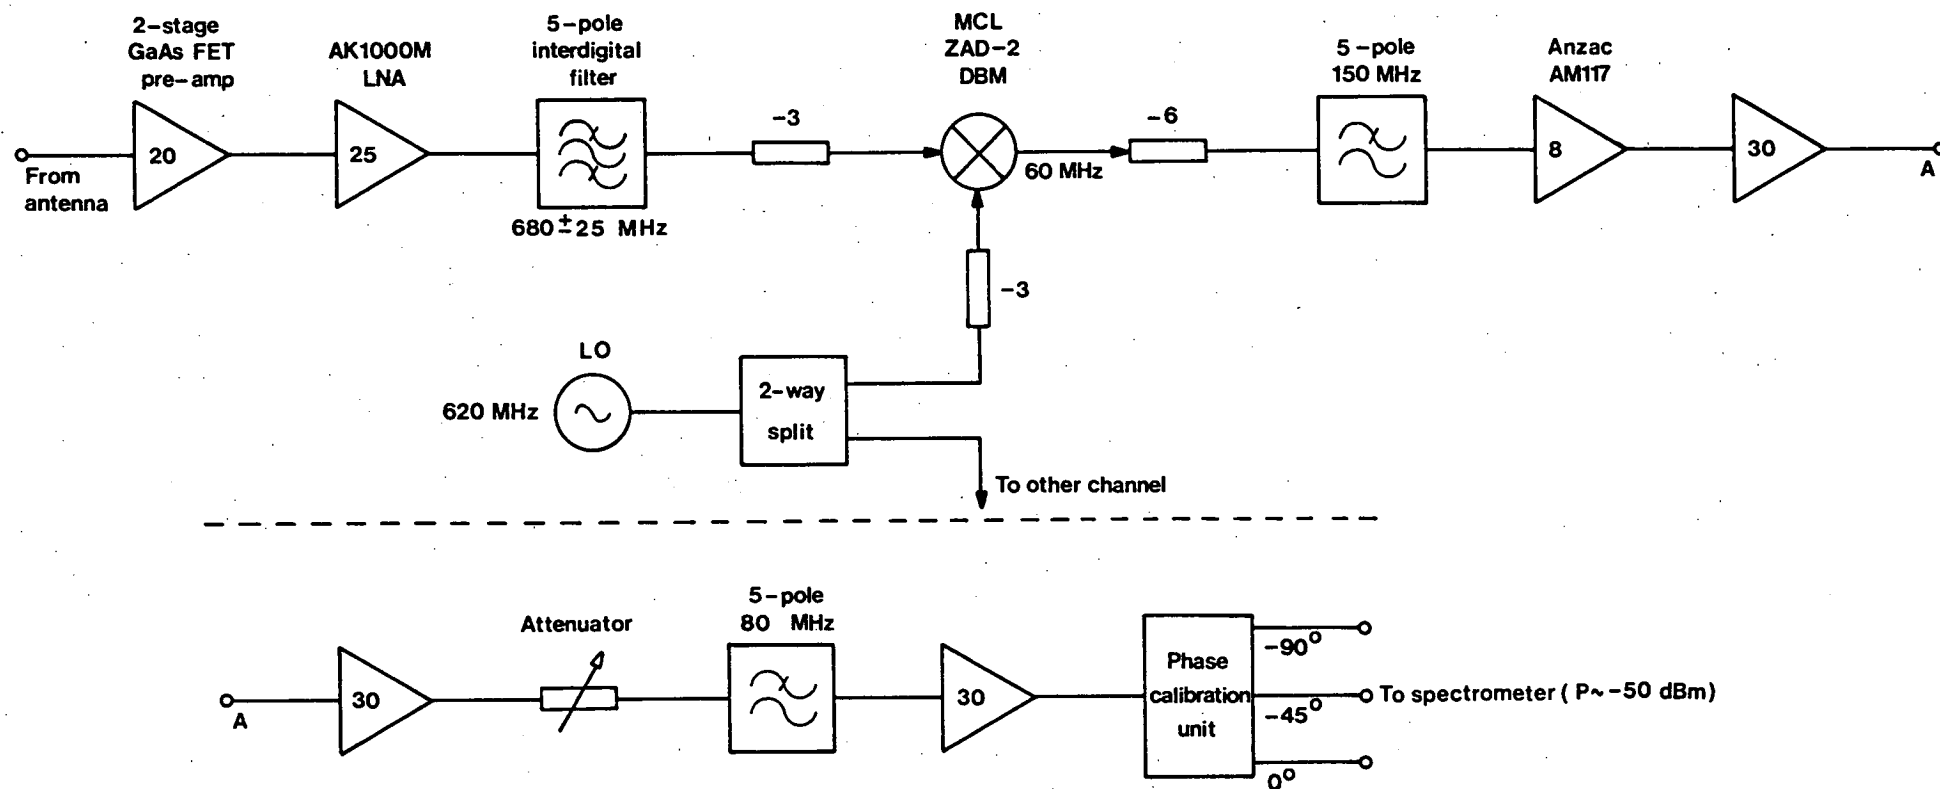 2-stage
GaAs FET
pre-amp
AK1000M
LNA
5-pole
interdigital
filter
MCL
ZAD-2
DBM
5-pole
150 MHz
Anzac
AM117
20
25
-3
-6
8
30
From
antenna
680±25 MHz
60 MHz
A
-3
LO
620 MHz
2-way
split
To other channel
5-pole
80 MHz
Attenuator
30
30
A
Phase
calibration
unit
-90°
-45°
0°
To spectrometer ( P~-50 dBm)